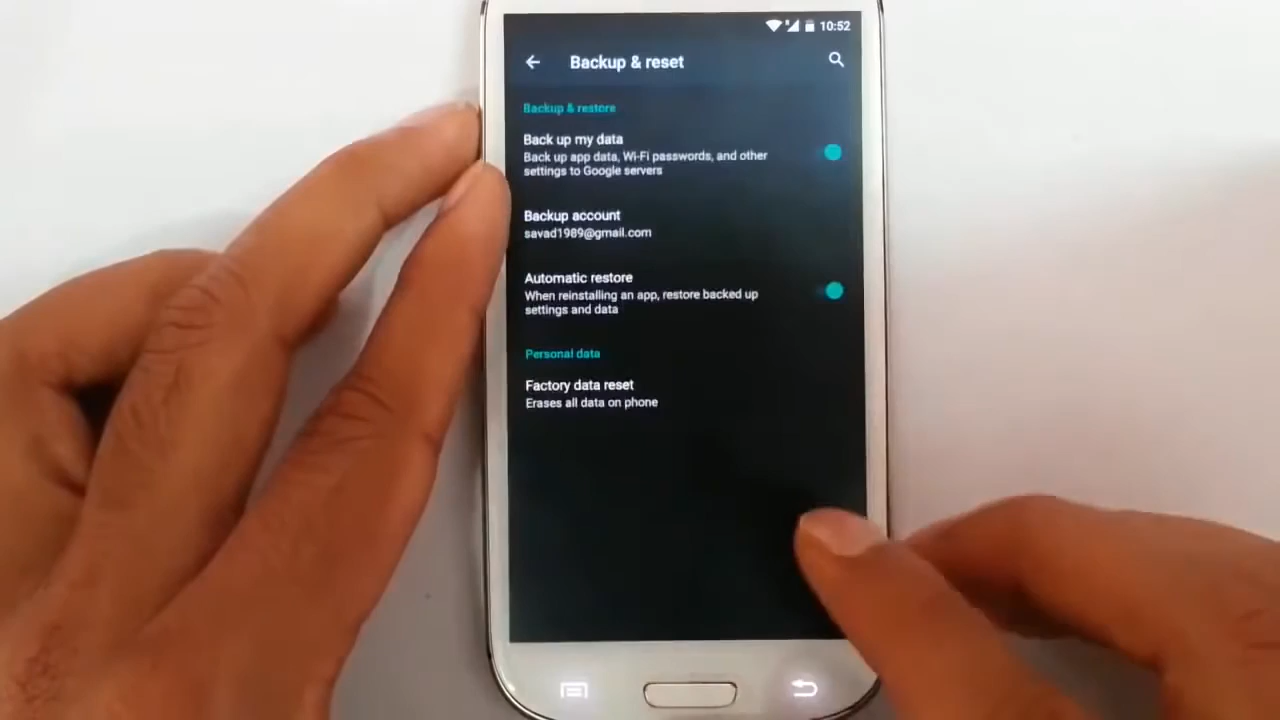 10:52
Backup & reset
Backup & restore
Back up my data
Back up app data, Wi-Fi passwords, and other
settings to Google servers
Backup account
savad1989@gmail.com
Automatic restore
When reinstalling an app, restore backed up
settings and data
Personal data
Factory data reset
Erases all data on phone